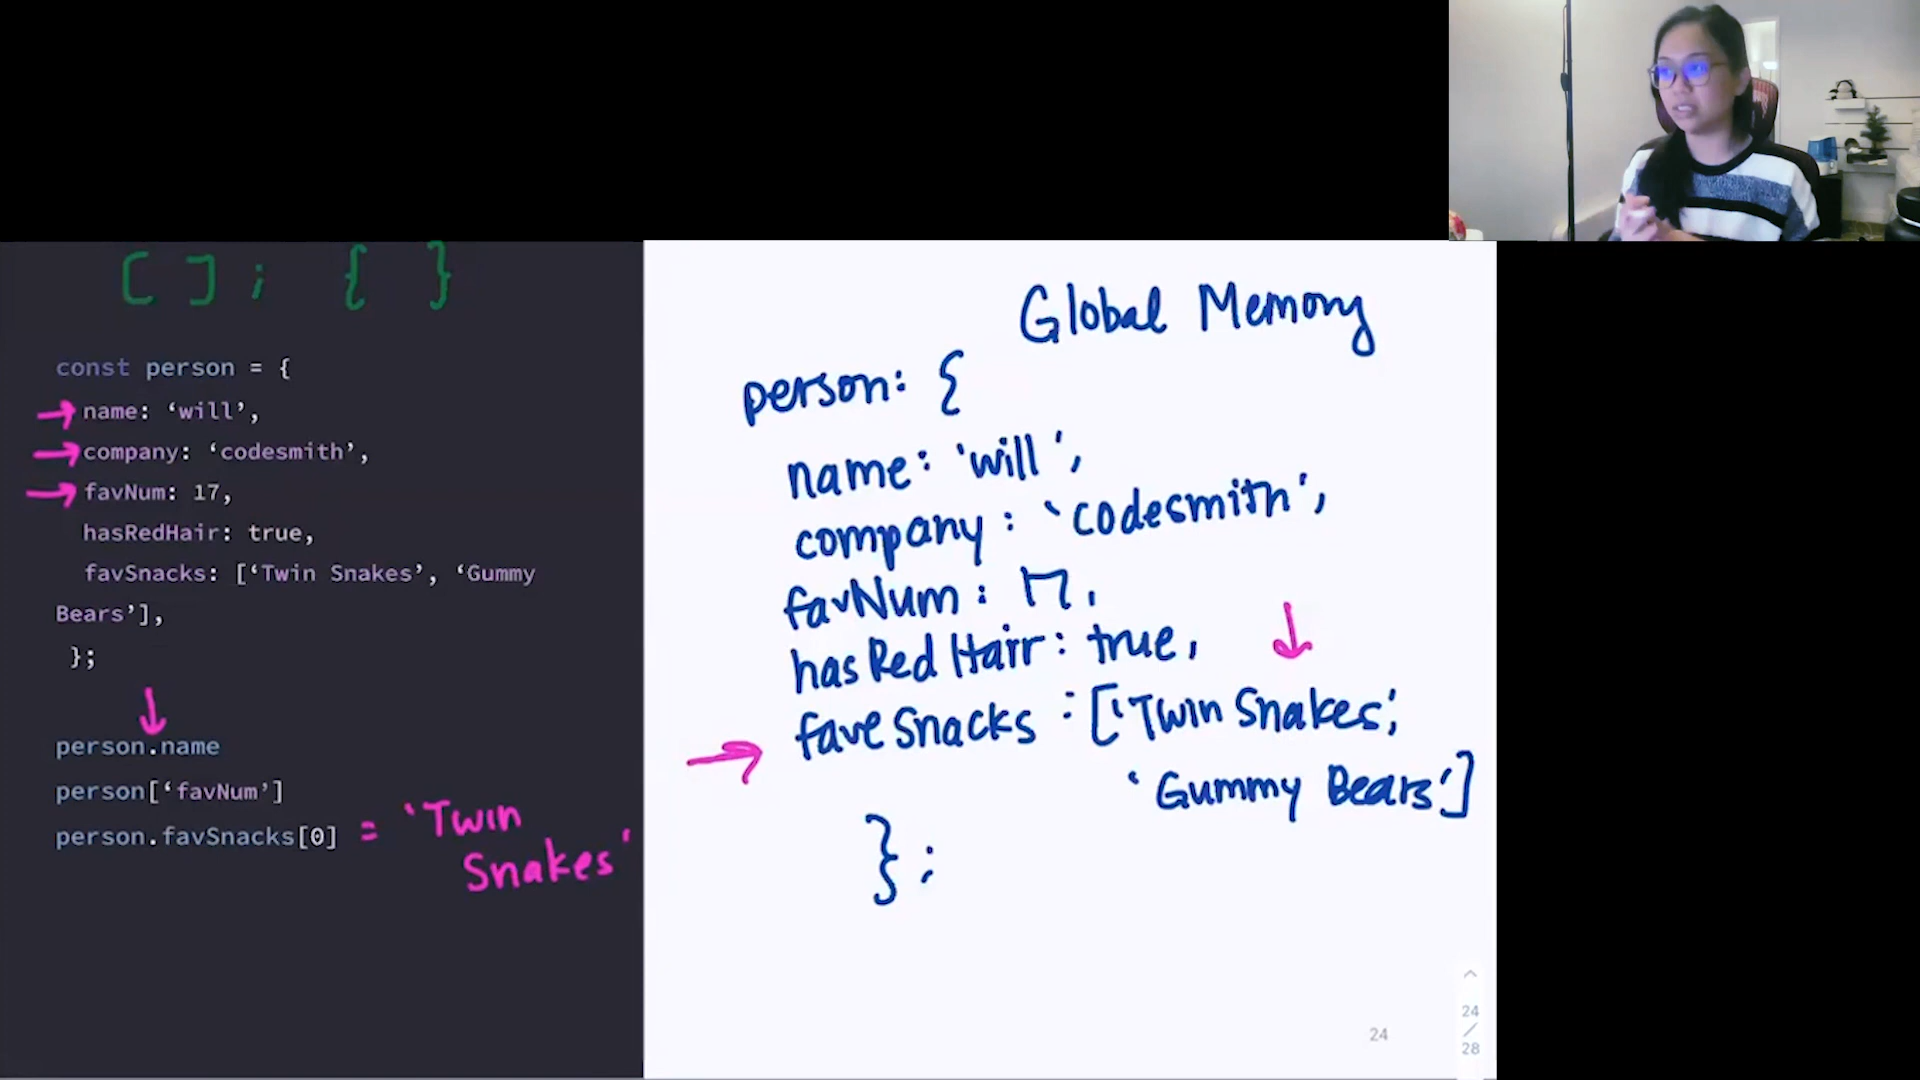 [ ] ; { }
const person = {
name: ‘will’,
company: ‘codesmith’,
favNum: 17,
hasRedHair: true,
favSnacks: [‘Twin Snakes’, ‘Gummy
Bears’],
};
person.name
person[‘favNum’]
person.favSnacks[0] = ‘Twin
Snakes’
Global Memory
person: {
name: ‘will’,
company: ‘codesmith’,
favNum: 17,
hasRedHair: true,
faveSnacks: [‘Twin Snakes’,
‘Gummy Bears’]
};
24
24
/
28